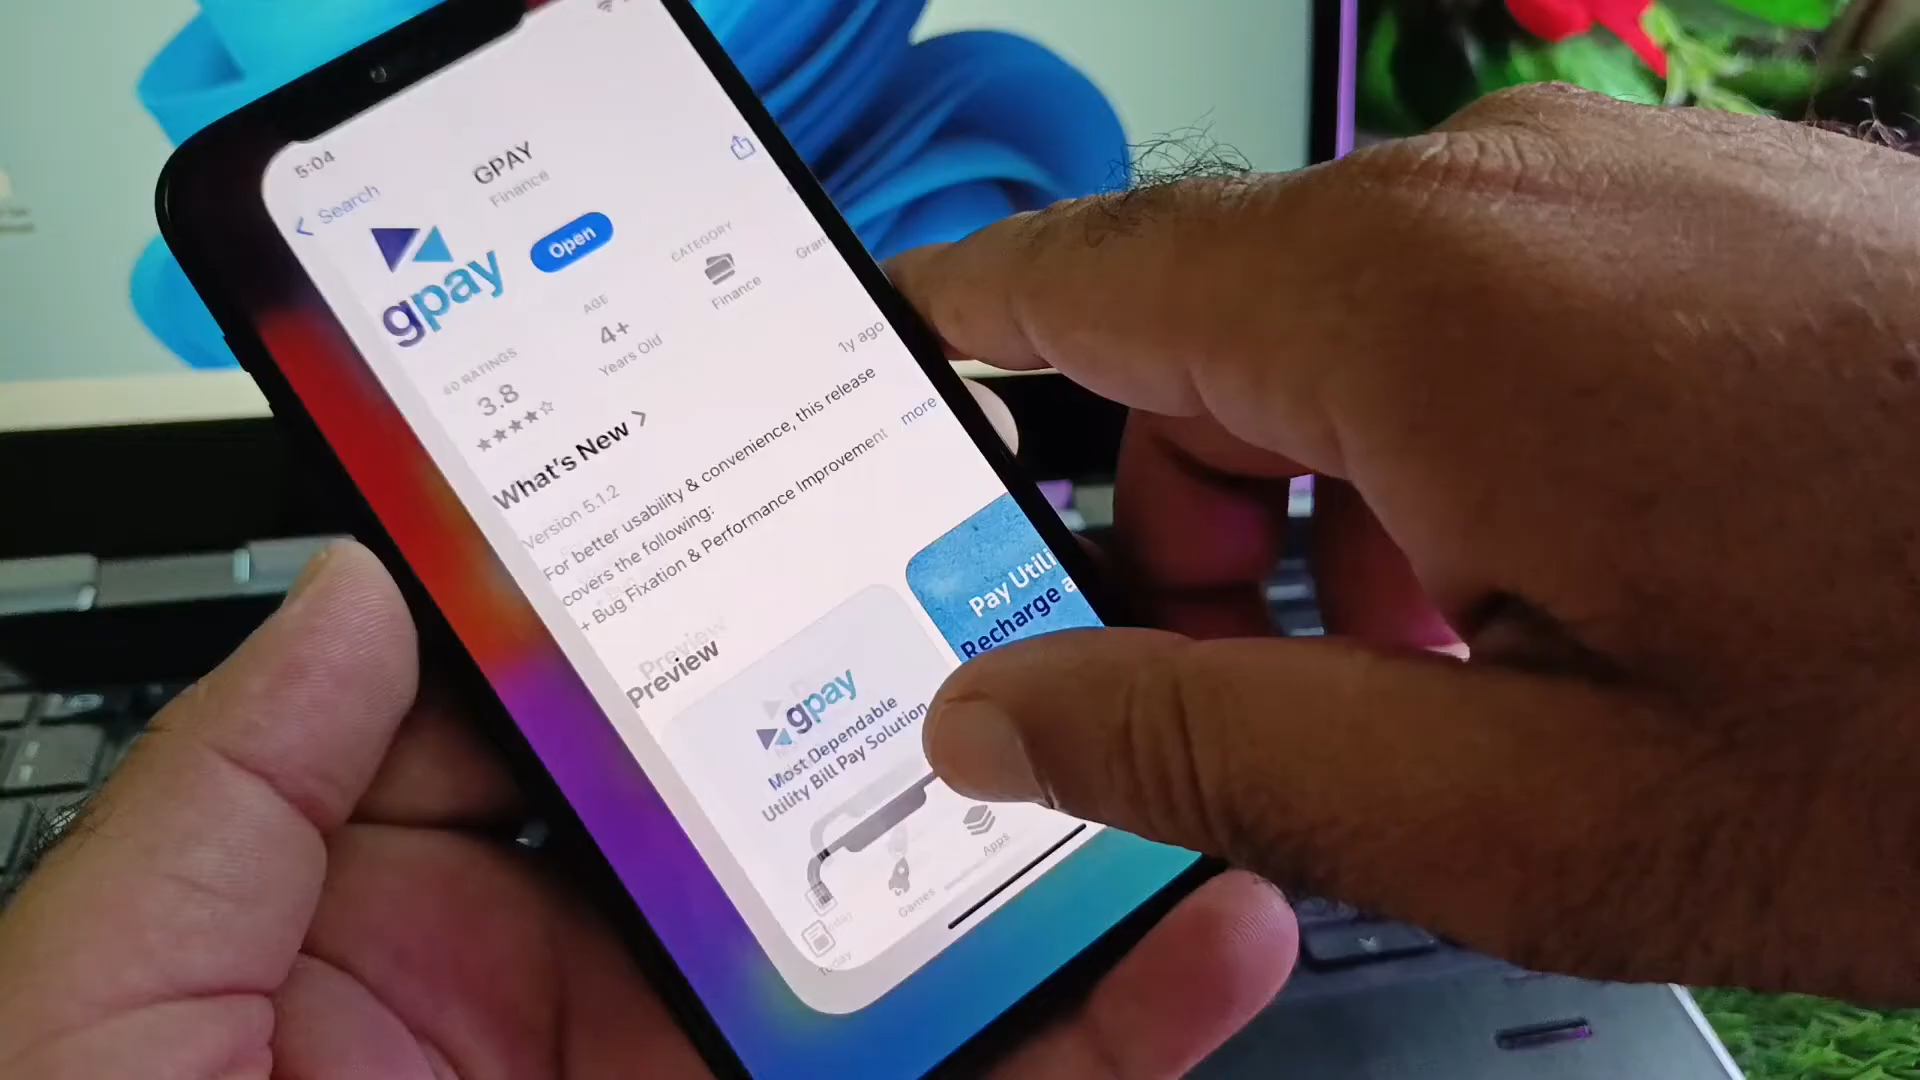 5:04
Search
GPAY
Finance
gpay
Open
RATINGS
3.8
AGE
4+
Years Old
CATEGORY
Finance
1y ago
What's New
Version 5.1.2
For better usability & convenience, this release
covers the following:
+ Bug Fixation & Performance Improvement
more
Preview
Preview
gpay
Most Dependable
Utility Bill Pay Solution
Pay Utili
Recharge a
Today
Games
Apps